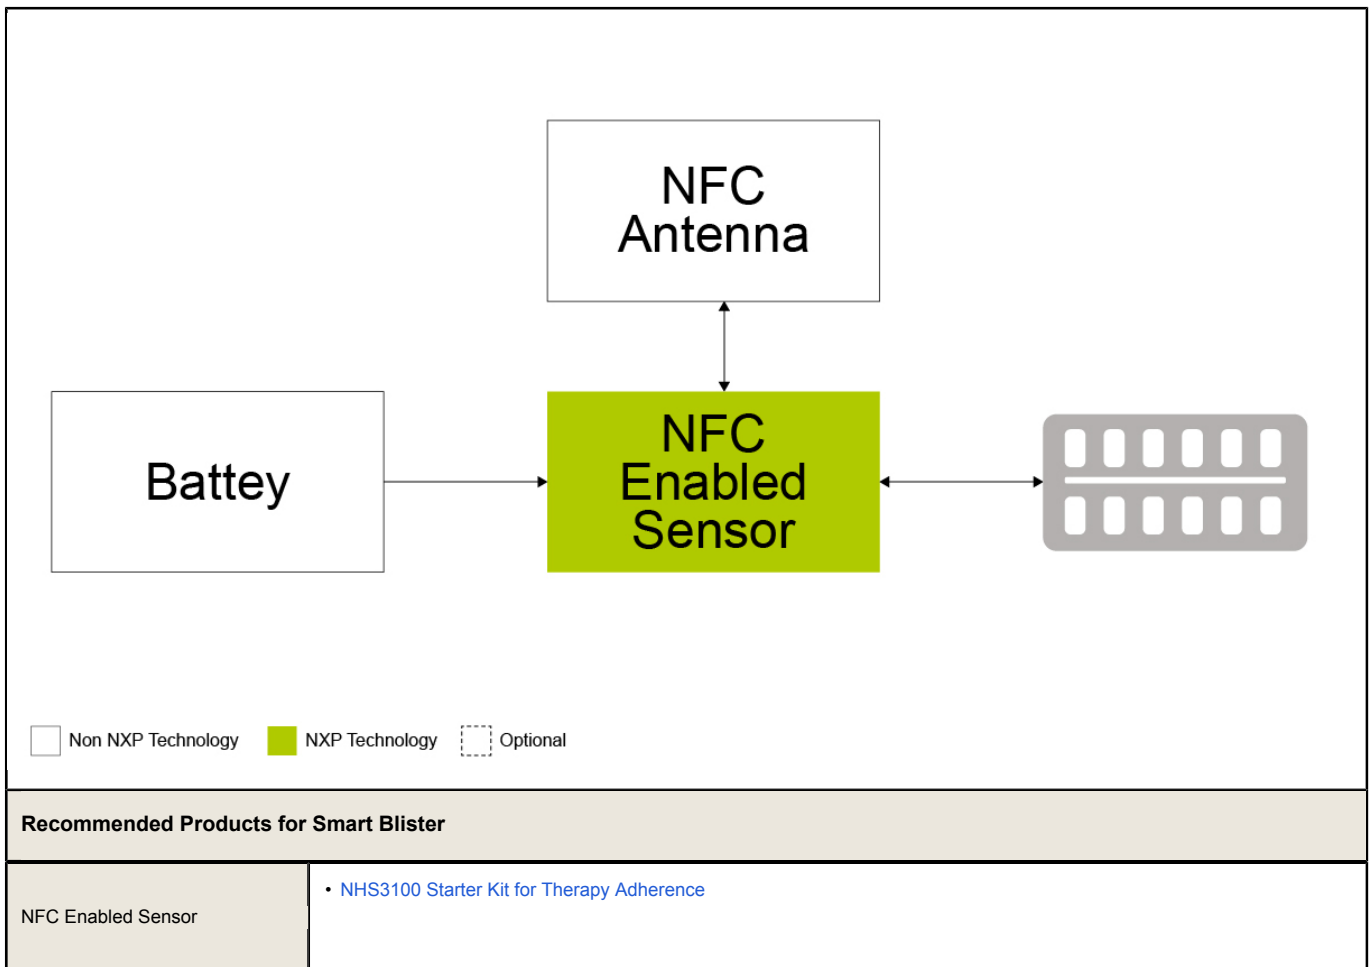 NFC
Antenna
Battey
NFC
Enabled
Sensor
Non NXP Technology
NXP Technology
Optional
Recommended Products for Smart Blister
NFC Enabled Sensor
• NHS3100 Starter Kit for Therapy Adherence